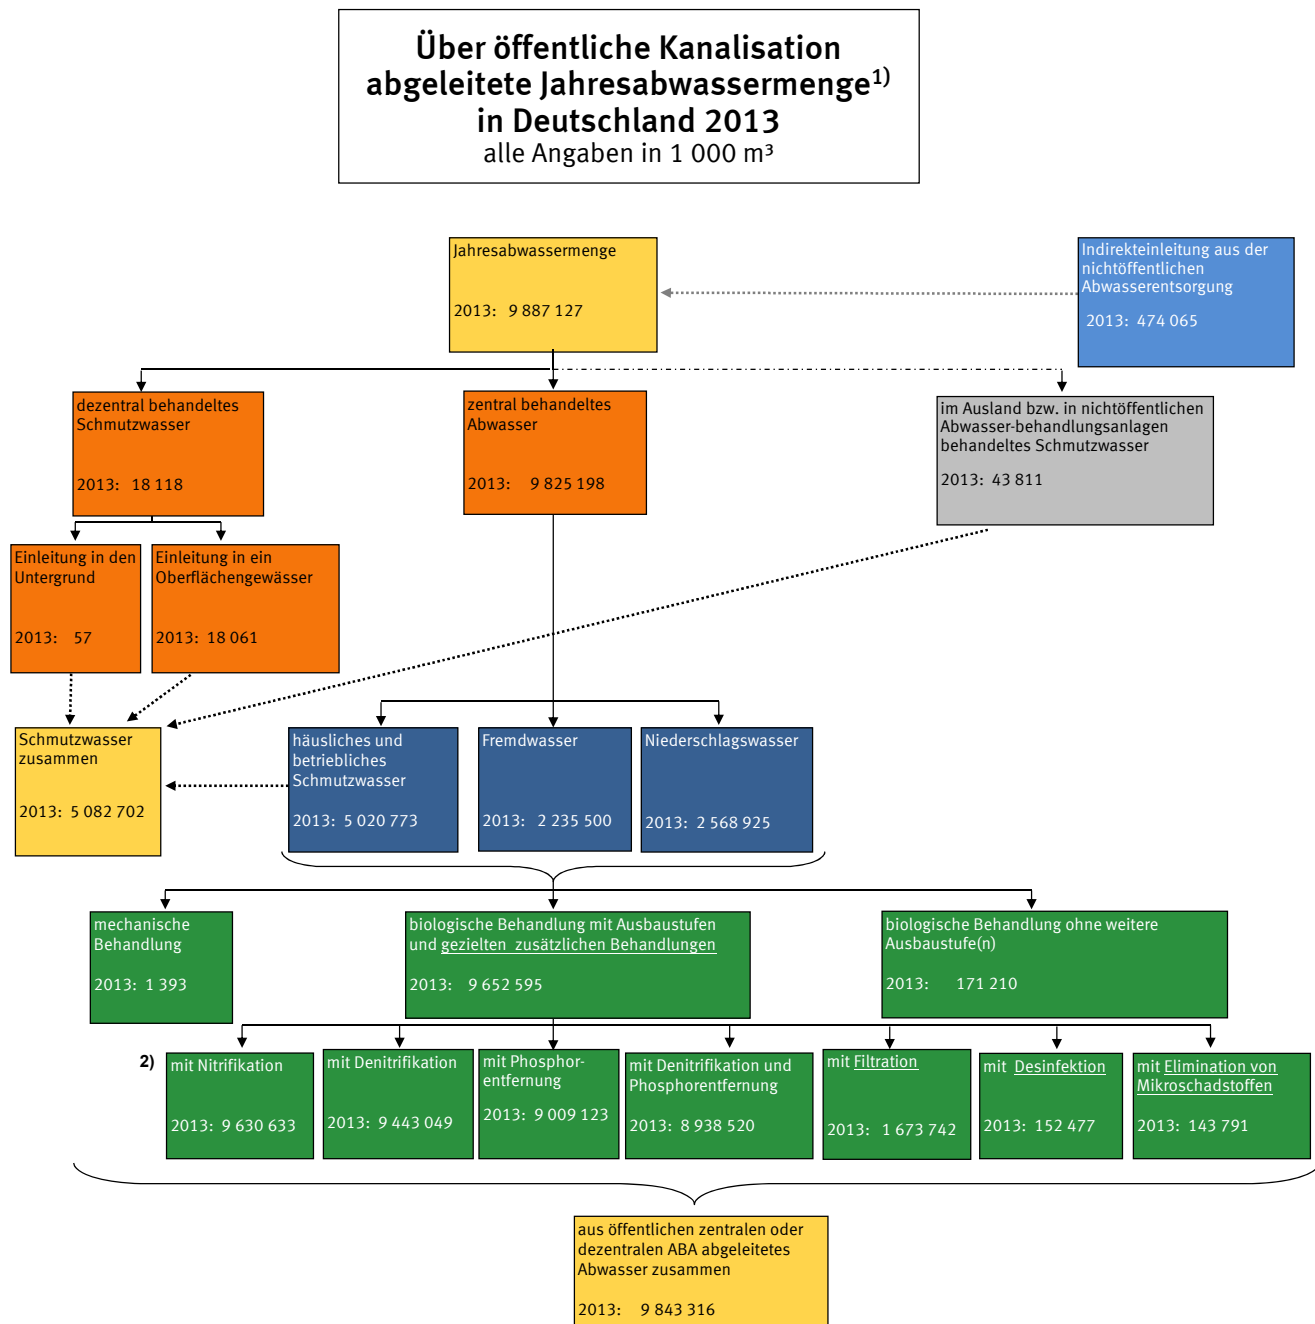 Über öffentliche Kanalisation
abgeleitete Jahresabwassermenge1)
in Deutschland 2013
alle Angaben in 1 000 m³
Jahresabwassermenge
2013: 9 887 127
Indirekteinleitung aus der
nichtöffentlichen
Abwasserentsorgung
2013: 474 065
dezentral behandeltes
Schmutzwasser
2013: 18 118
zentral behandeltes
Abwasser
2013: 9 825 198
im Ausland bzw. in nichtöffentlichen
Abwasser-behandlungsanlagen
behandeltes Schmutzwasser
2013: 43 811
Einleitung in den
Untergrund
2013: 57
Einleitung in ein
Oberflächengewässer
2013: 18 061
Schmutzwasser
zusammen
2013: 5 082 702
häusliches und
betriebliches
Schmutzwasser
2013: 5 020 773
Fremdwasser
2013: 2 235 500
Niederschlagswasser
2013: 2 568 925
mechanische
Behandlung
2013: 1 393
biologische Behandlung mit Ausbaustufen
und gezielten zusätzlichen Behandlungen
2013: 9 652 595
biologische Behandlung ohne weitere
Ausbaustufe(n)
2013: 171 210
2)
mit Nitrifikation
2013: 9 630 633
mit Denitrifikation
2013: 9 443 049
mit Phosphor-
entfernung
2013: 9 009 123
mit Denitrifikation und
Phosphorentfernung
2013: 8 938 520
mit Filtration
2013: 1 673 742
mit Desinfektion
2013: 152 477
mit Elimination von
Mikroschadstoffen
2013: 143 791
aus öffentlichen zentralen oder
dezentralen ABA abgeleitetes
Abwasser zusammen
2013: 9 843 316